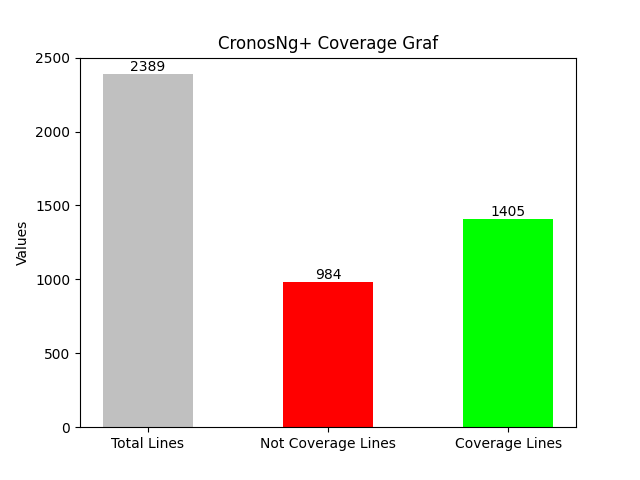 CronosNg+ Coverage Graf
2500
2000
1500
1000
500
0
Values
2389
984
1405
Total Lines
Not Coverage Lines
Coverage Lines